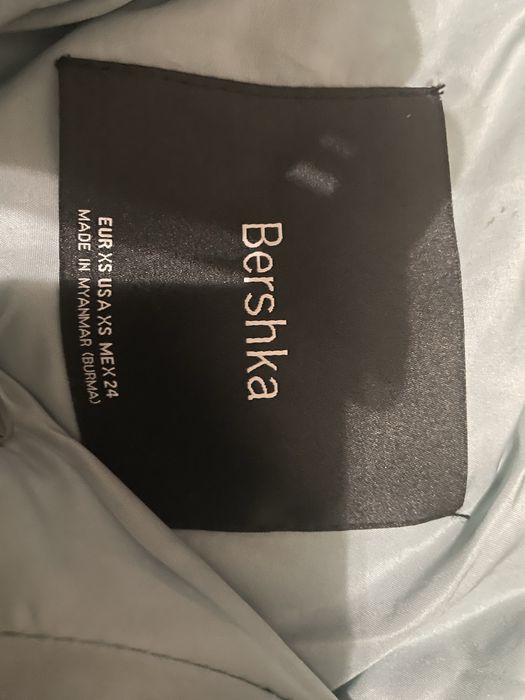 Bershka
EUR XS USA XS MEX 24
MADE IN MYANMAR (BURMA)